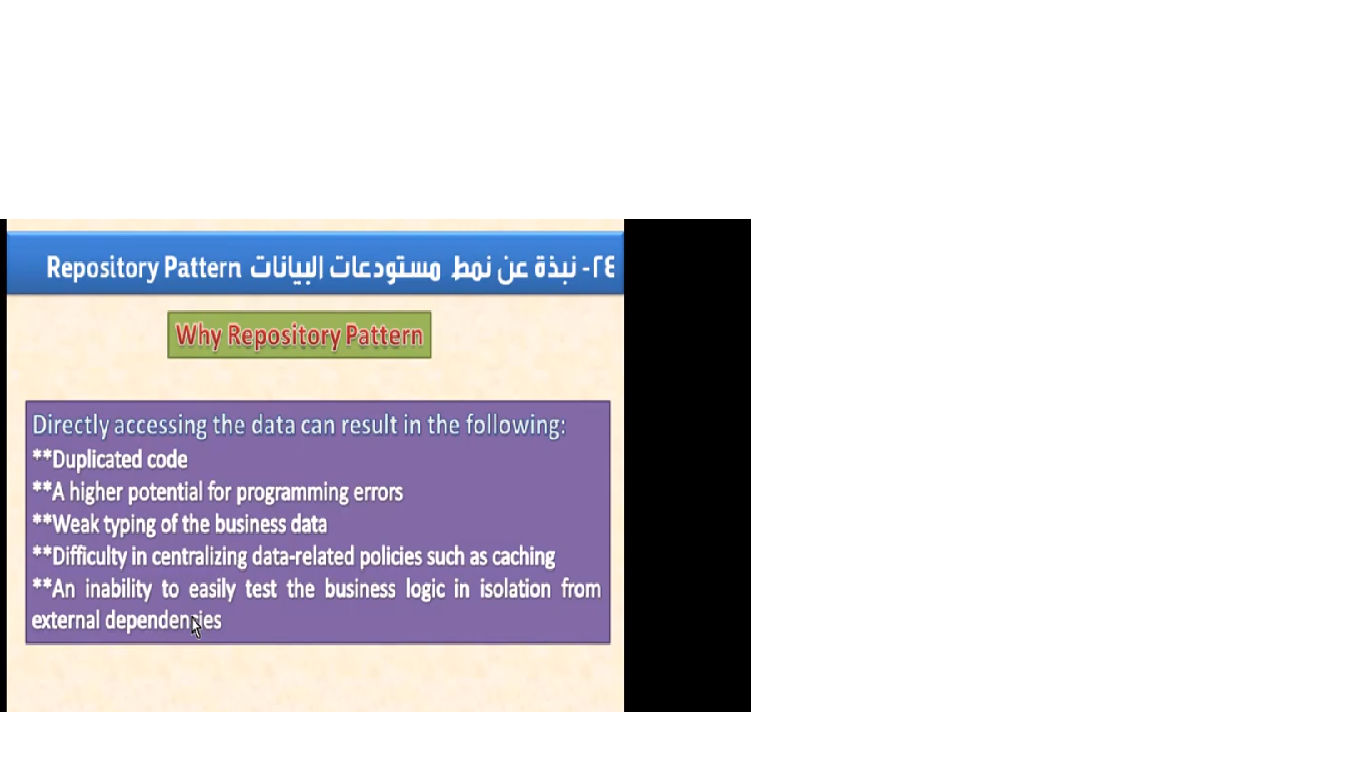 ٢٤- نبذة عن نمط مستودعات البيانات Repository Pattern
Why Repository Pattern
Directly accessing the data can result in the following:
**Duplicated code
**A higher potential for programming errors
**Weak typing of the business data
**Difficulty in centralizing data-related policies such as caching
**An inability to easily test the business logic in isolation from
external dependencies